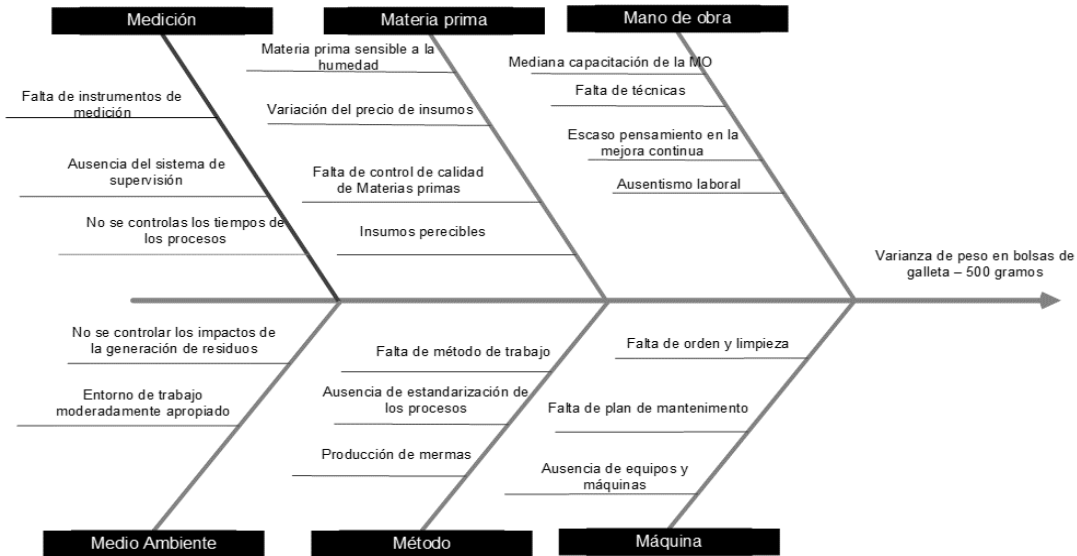 Medición
Materia prima
Mano de obra
Materia prima sensible a la
humedad
Mediana capacitación de la MO
Falta de instrumentos de
medición
Variación del precio de insumos
Falta de técnicas
Escaso pensamiento en la
mejora continua
Ausencia del sistema de
supervisión
Falta de control de calidad
de Materias primas
Ausentismo laboral
No se controlas los tiempos de
los procesos
Insumos perecibles
Varianza de peso en bolsas de
galleta – 500 gramos
No se controlar los impactos de
la generación de residuos
Falta de método de trabajo
Falta de orden y limpieza
Entorno de trabajo
moderadamente apropiado
Ausencia de estandarización de
los procesos
Falta de plan de mantenimento
Producción de mermas
Ausencia de equipos y
máquinas
Medio Ambiente
Método
Máquina